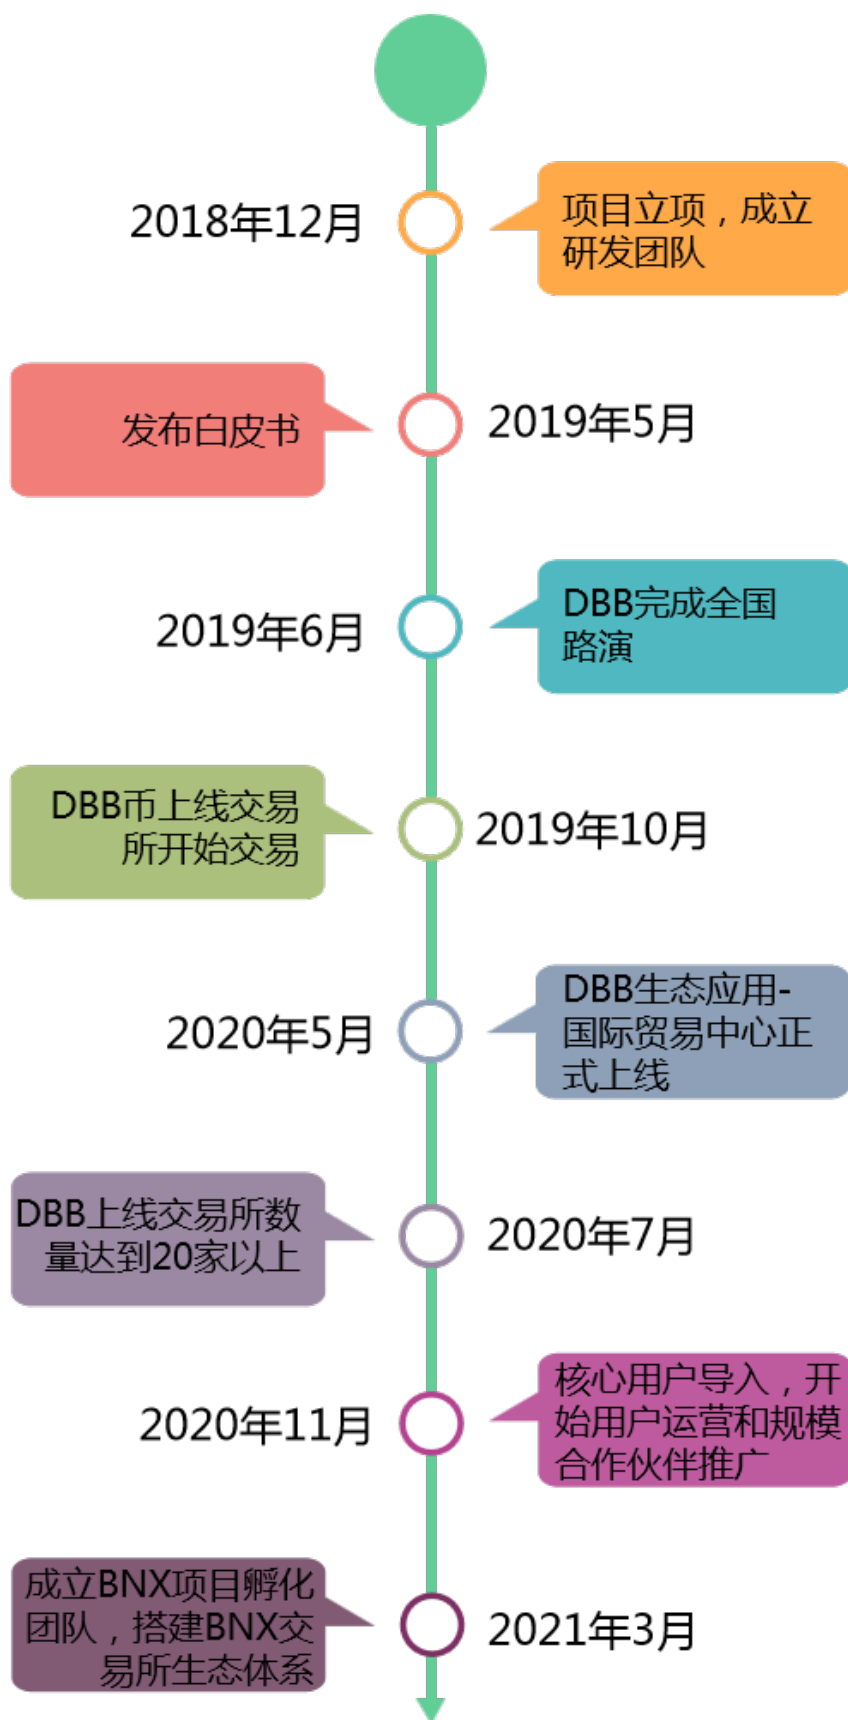 2018年12月
项目立项，成立
研发团队
发布白皮书
2019年5月
2019年6月
DBB完成全国
路演
DBB币上线交易
所开始交易
2019年10月
2020年5月
DBB生态应用-
国际贸易中心正
式上线
DBB上线交易所数
量达到20家以上
2020年7月
2020年11月
核心用户导入，开
始用户运营和规模
合作伙伴推广
成立BNX项目孵化
团队，搭建BNX交
易所生态体系
2021年3月